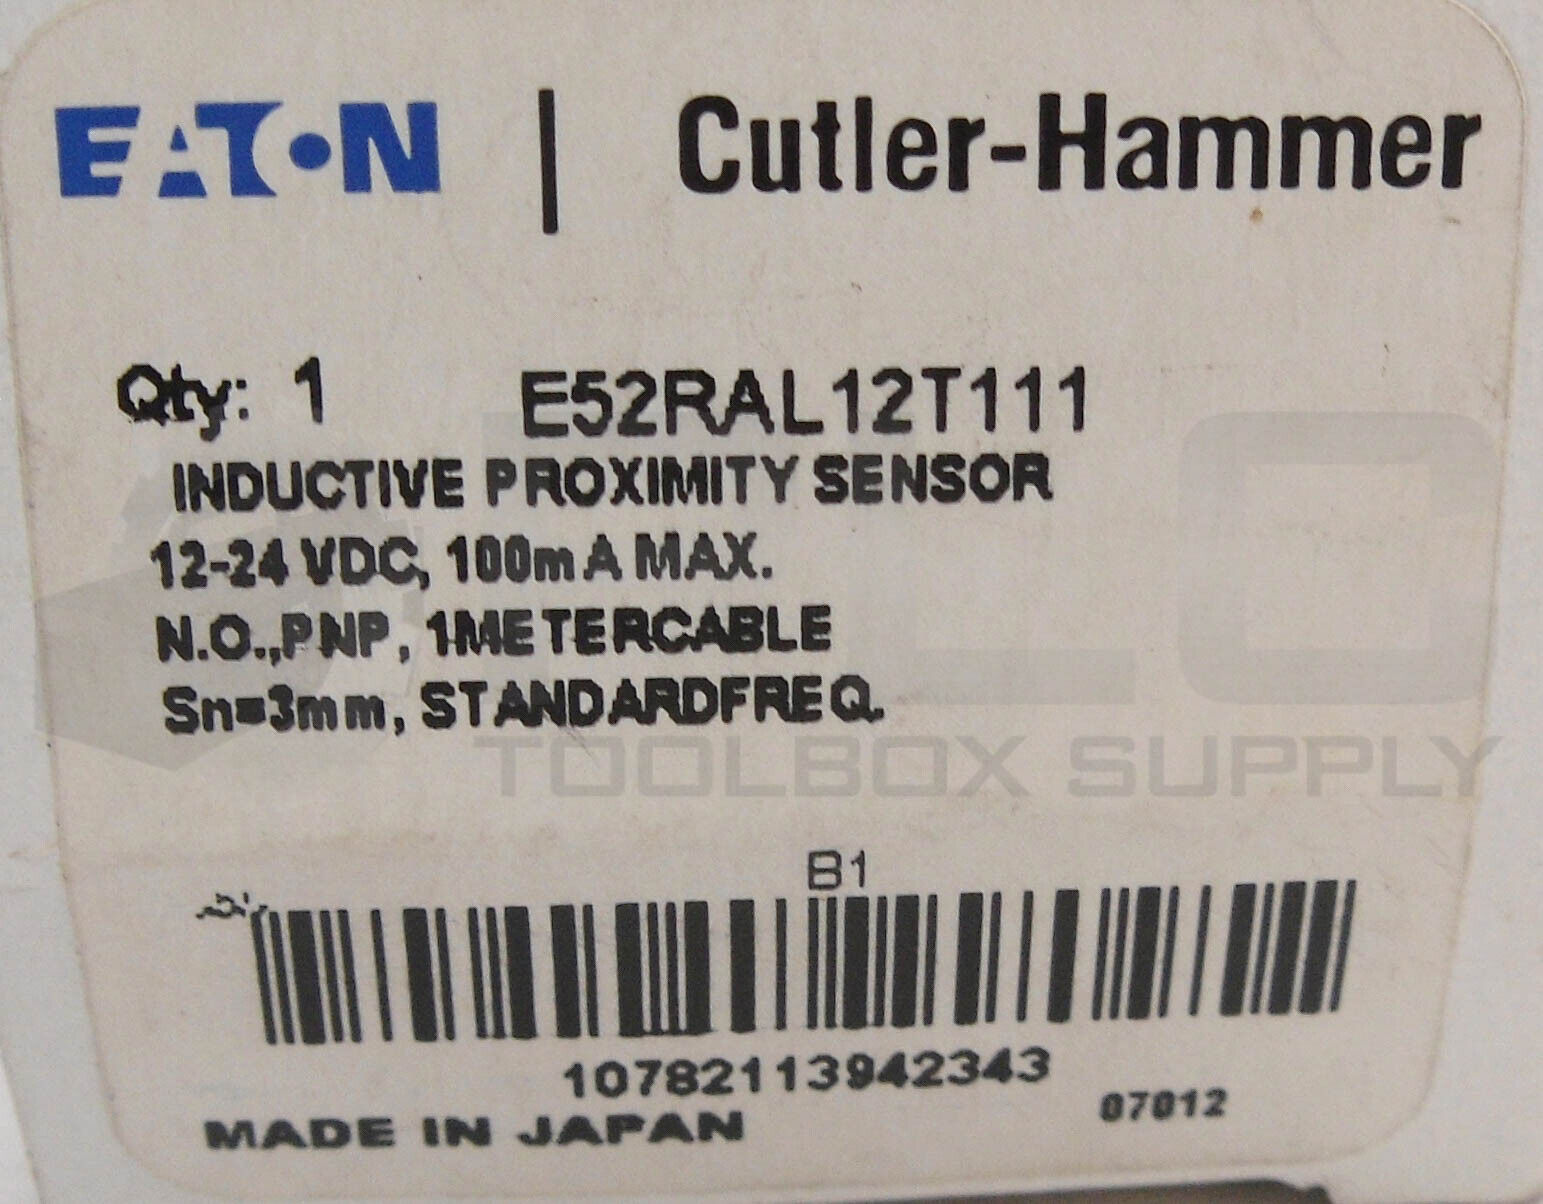 EATON | Cutler-Hammer
Qty: 1 E52RAL12T111
INDUCTIVE PROXIMITY SENSOR
12-24 VDC, 100mA MAX.
N.O.,PNP, 1METERCABLE
Sn=3mm, STANDARDFREQ.
TOOLBOX SUPPLY
B1
10782113942343
07012
MADE IN JAPAN